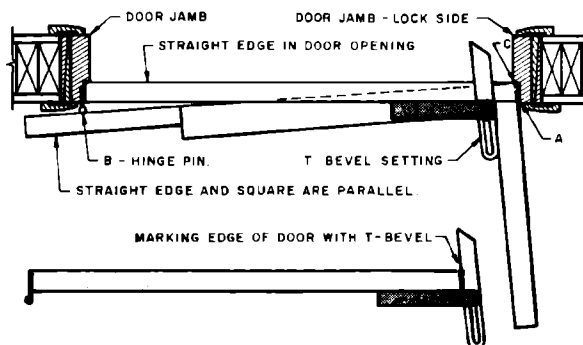 DOOR JAMB
DOOR JAMB - LOCK SIDE
STRAIGHT EDGE IN DOOR OPENING
C
A
B - HINGE PIN.
T BEVEL SETTING
STRAIGHT EDGE AND SQUARE ARE PARALLEL.
MARKING EDGE OF DOOR WITH T-BEVEL